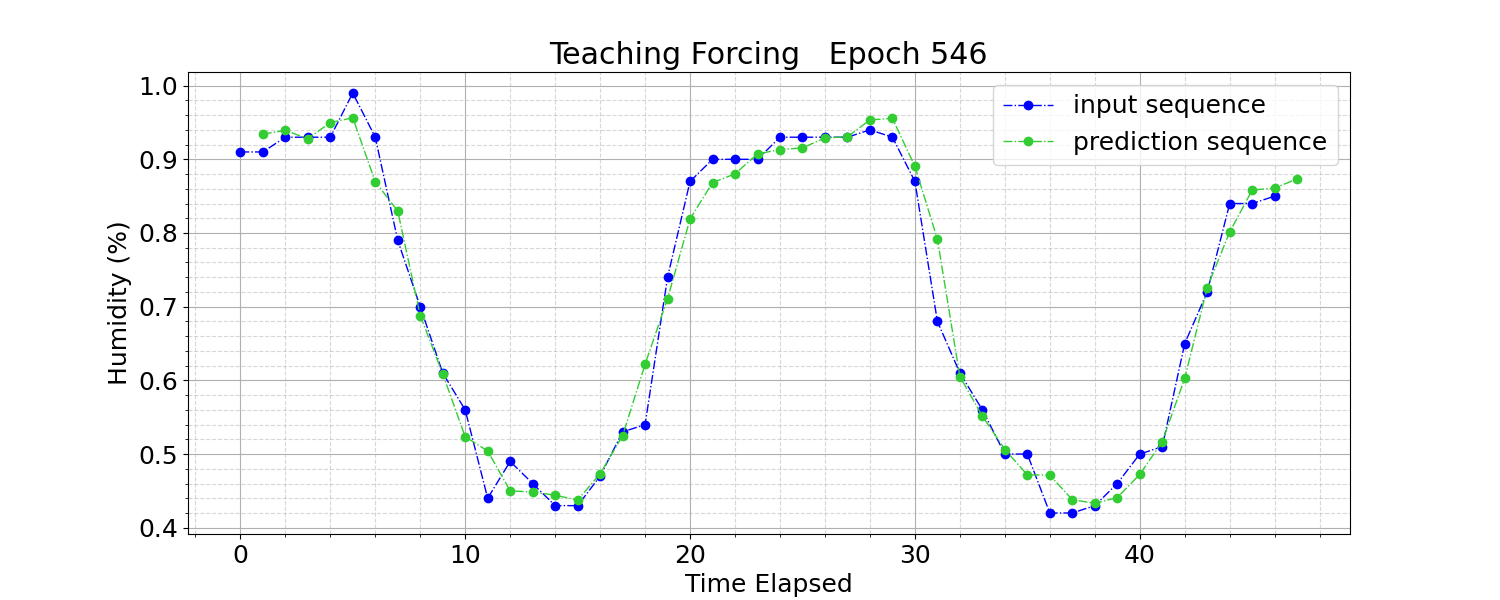 Teaching Forcing   Epoch 546
input sequence
prediction sequence
Humidity (%)
1.0
0.9
0.8
0.7
0.6
0.5
0.4
0 10 20 30 40
Time Elapsed